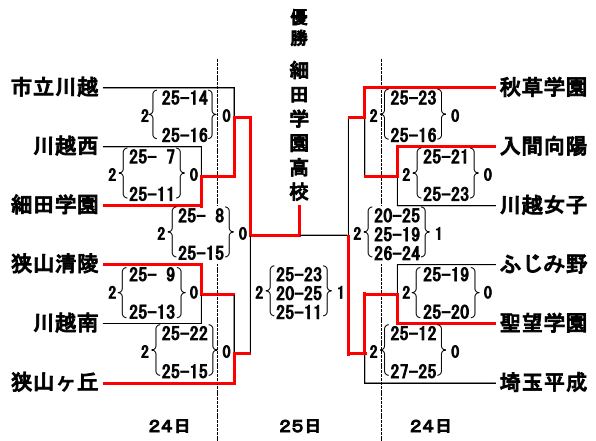 優勝 細田学園高校
市立川越
2 25-14 0
25-16
川越西
2 25- 7 0
25-11
細田学園
2 25- 8 0
25-15
狭山清陵
2 25- 9 0
25-13
川越南
2 25-22 0
25-15
狭山ヶ丘
2 25-23 1
20-25
25-11
秋草学園
2 25-23 0
25-16
入間向陽
2 25-21 0
25-23
川越女子
2 20-25 1
25-19
26-24
ふじみ野
2 25-19 0
25-20
聖望学園
2 25-12 0
27-25
埼玉平成
24日 25日 24日